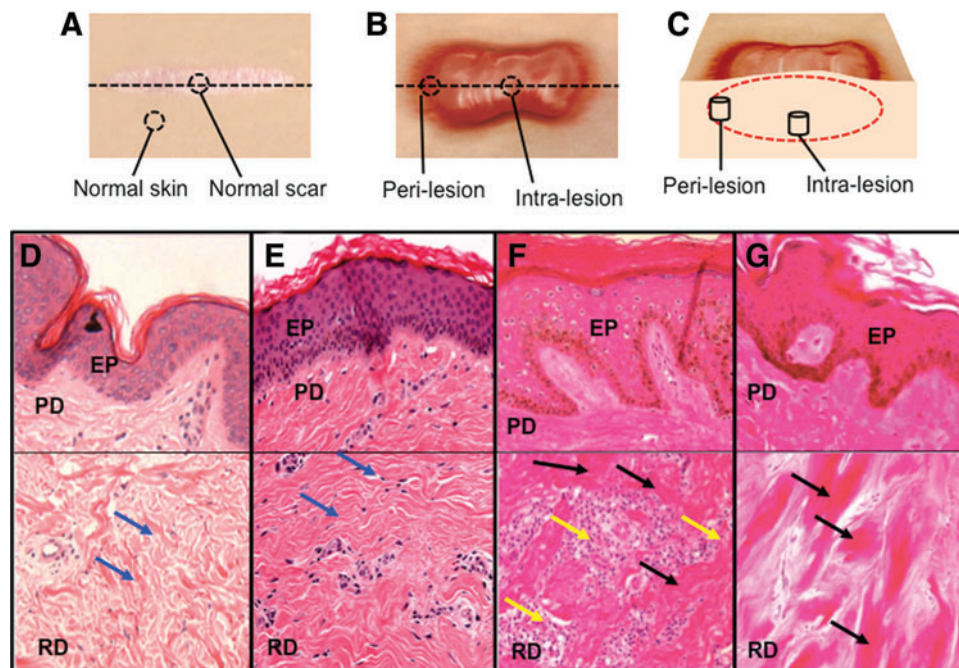 A
B
C
Normal skin
Normal scar
Peri-lesion
Intra-lesion
Peri-lesion
Intra-lesion
D
E
F
G
EP
PD
EP
PD
EP
PD
EP
PD
RD
RD
RD
RD